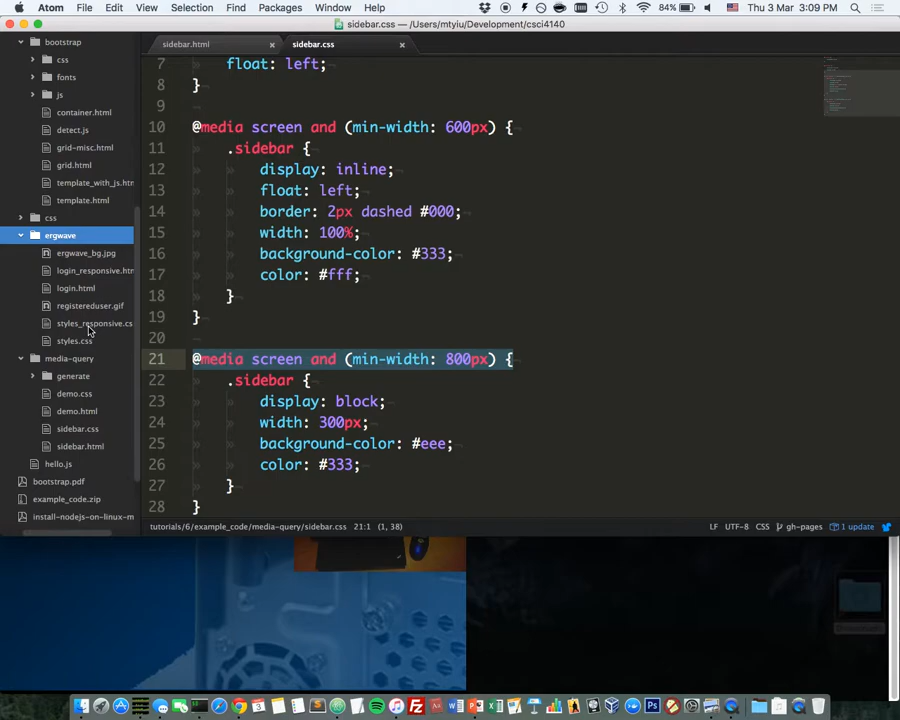 Atom File Edit View Selection Find Packages Window Help
84% Thu 3 Mar 3:09 PM
sidebar.css — /Users/mtyiu/Development/csci4140
bootstrap
css
fonts
js
container.html
detect.js
grid-misc.html
grid.html
template_with_js.htm
template.html
css
ergwave
ergwave_bg.jpg
login_responsive.htm
login.html
registereduser.gif
styles_responsive.cs
styles.css
media-query
generate
demo.css
demo.html
sidebar.css
sidebar.html
hello.js
bootstrap.pdf
example_code.zip
install-nodejs-on-linux-m
sidebar.html
sidebar.css
7 float: left;
8 }
9
10 @media screen and (min-width: 600px) {
11 .sidebar {
12 display: inline;
13 float: left;
14 border: 2px dashed #000;
15 width: 100%;
16 background-color: #333;
17 color: #fff;
18 }
19 }
20
21 @media screen and (min-width: 800px) {
22 .sidebar {
23 display: block;
24 width: 300px;
25 background-color: #eee;
26 color: #333;
27 }
28 }
tutorials/6/example_code/media-query/sidebar.css 21:1 (1, 38)
LF UTF-8 CSS gh-pages 1 update